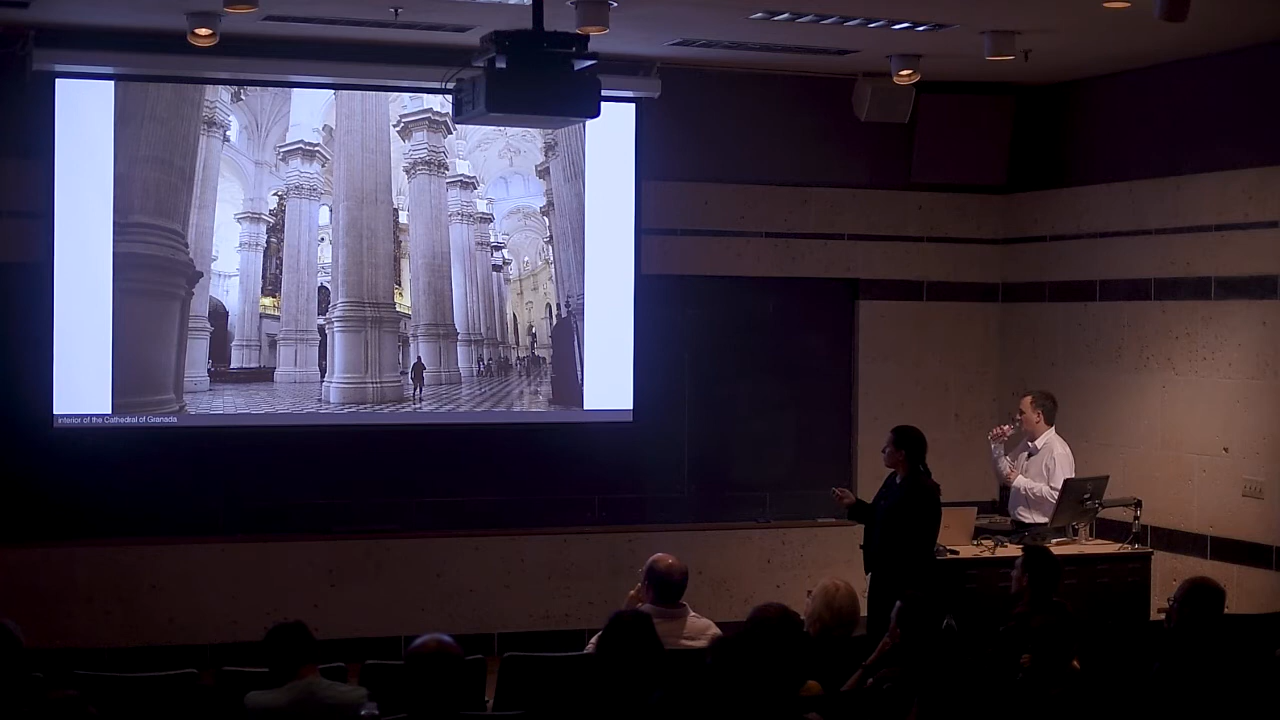 interior of the Cathedral of Granada